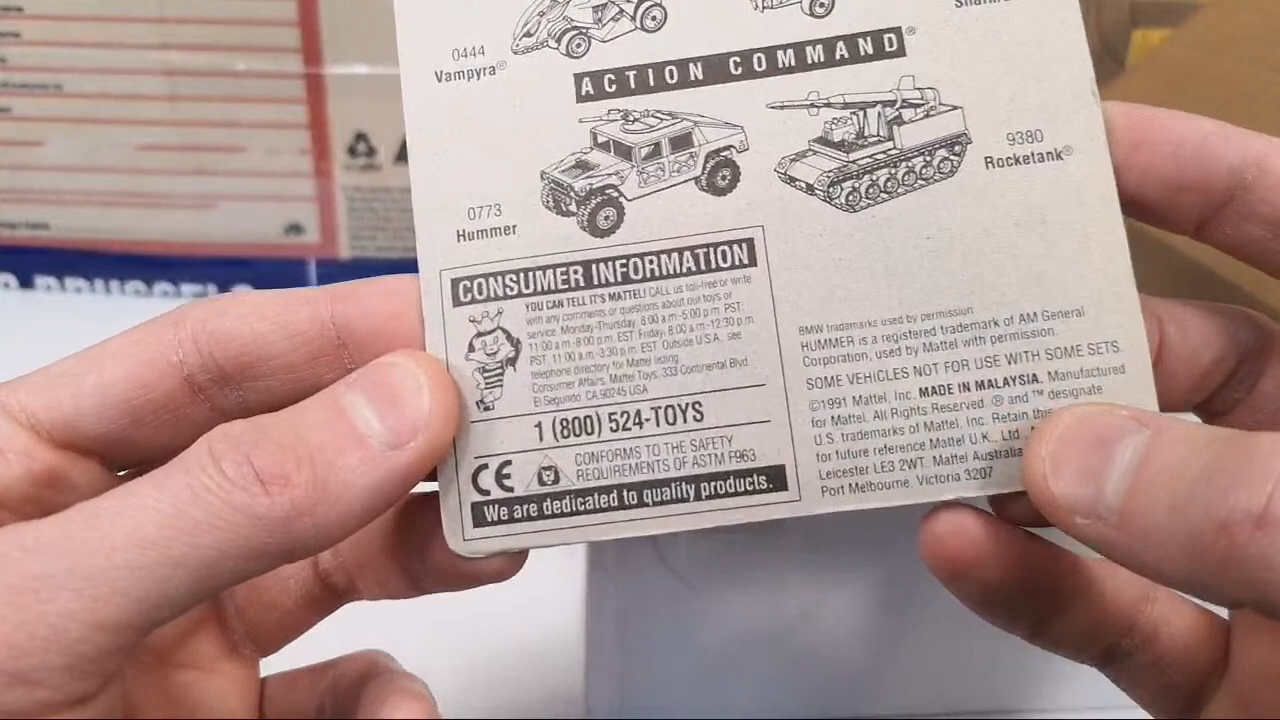 0444
Vampyra®
ACTION COMMAND®
0773
Hummer
9380
Rocketank®
CONSUMER INFORMATION
YOU CAN TELL IT'S MATTEL! CALL us toll-free or write
with any comments or questions about our toys or
service. Monday-Thursday, 8:00 a.m.-5:00 p.m. PST;
11:00 a.m.-8:00 p.m. EST. Friday, 8:00 a.m.-12:30 p.m.
PST; 11:00 a.m.-3:30 p.m. EST. Outside U.S.A., see
telephone directory for Mattel listing.
Consumer Affairs, Mattel Toys, 333 Continental Blvd.
El Segundo, CA 90245 USA
1 (800) 524-TOYS
CE
CONFORMS TO THE SAFETY
REQUIREMENTS OF ASTM F963
We are dedicated to quality products.
BMW trademarks used by permission
HUMMER is a registered trademark of AM General
Corporation, used by Mattel with permission.
SOME VEHICLES NOT FOR USE WITH SOME SETS.
©1991 Mattel, Inc. MADE IN MALAYSIA. Manufactured
for Mattel. All Rights Reserved. ® and ™ designate
U.S. trademarks of Mattel, Inc. Retain this
for future reference Mattel U.K., Ltd.
Leicester LE3 2WT. Mattel Australia
Port Melbourne, Victoria 3207
BRUSSELS